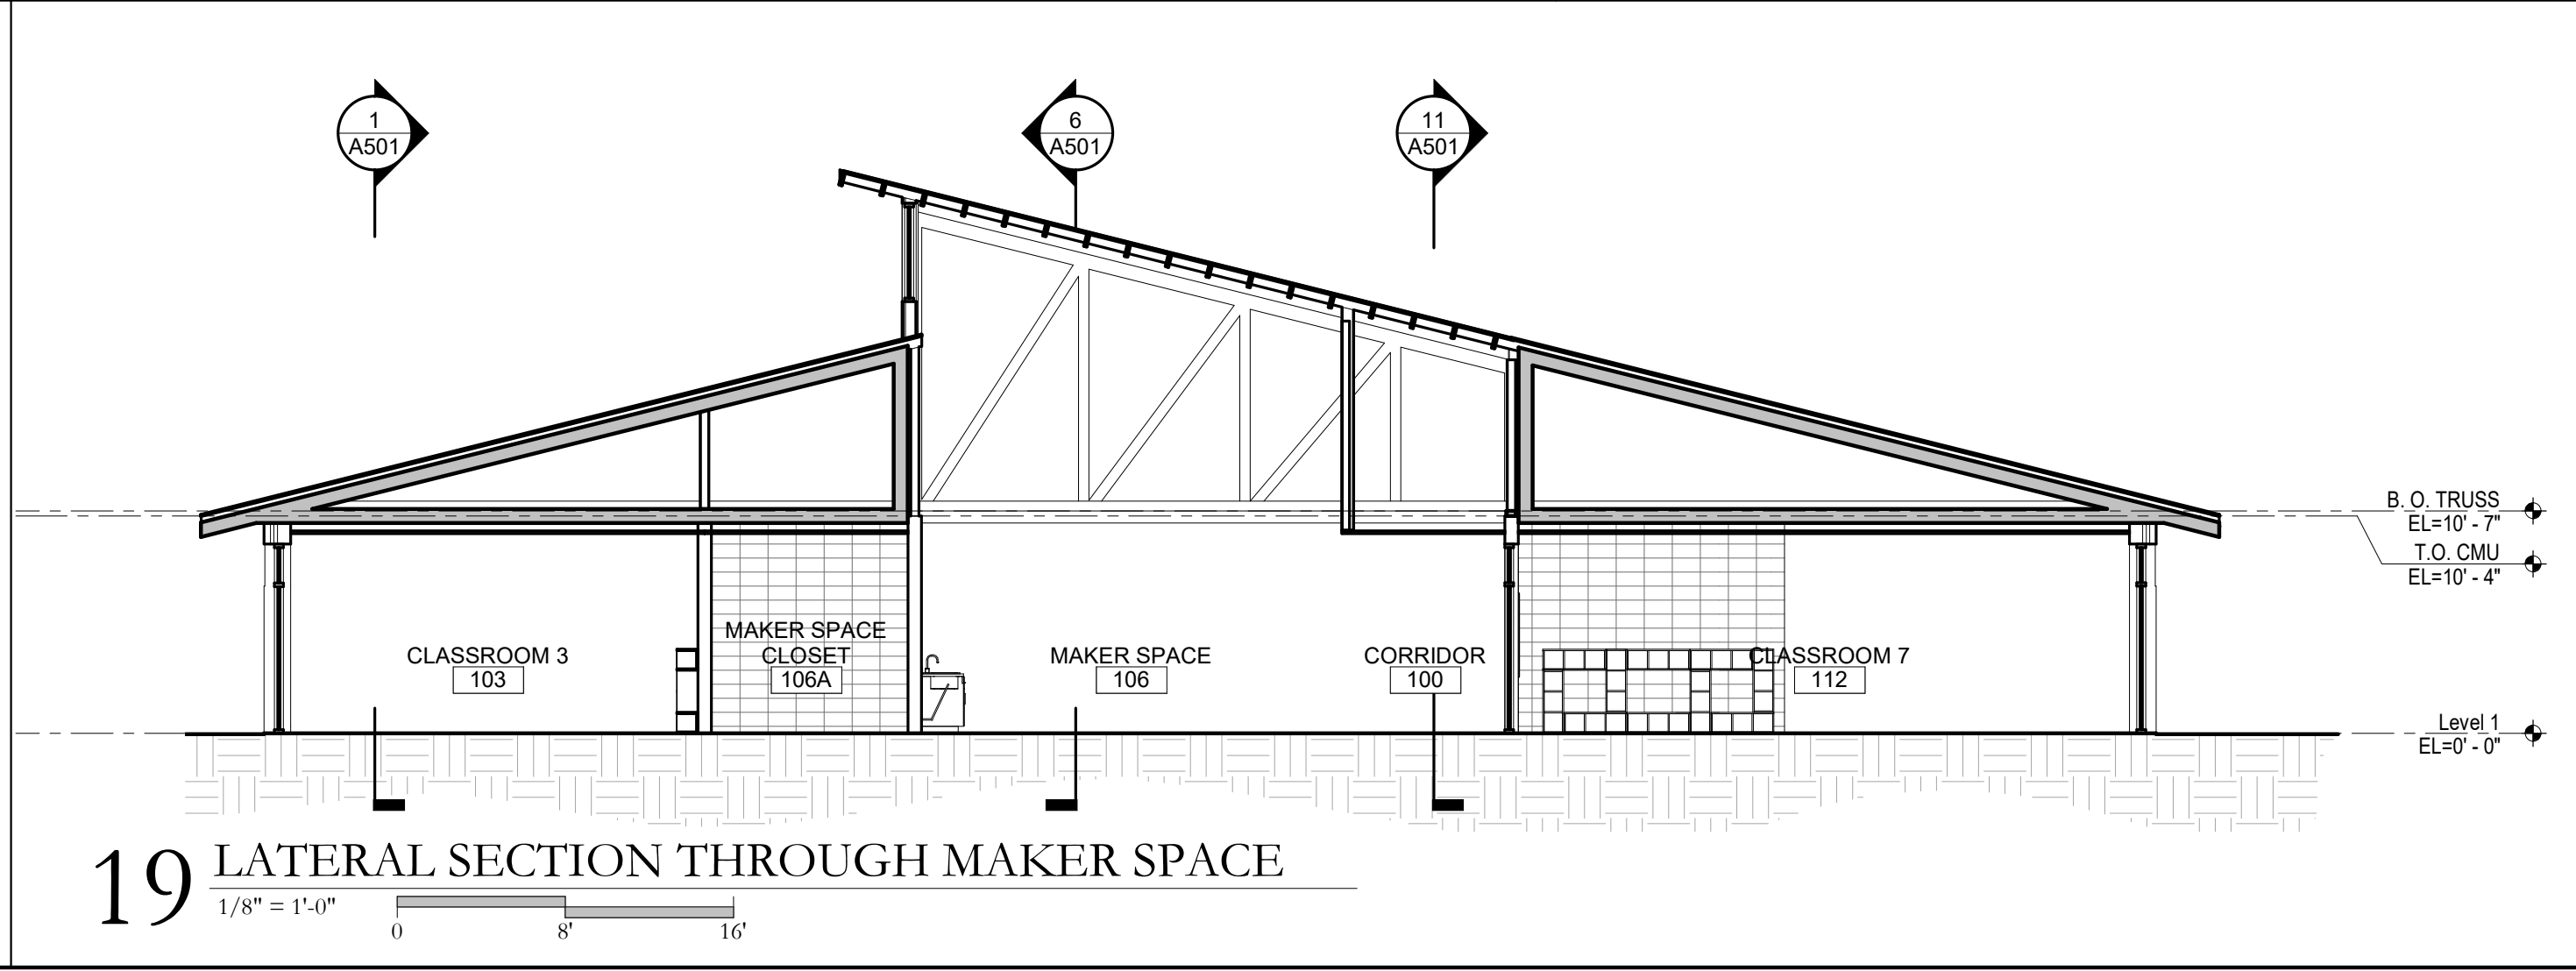 1
A501
6
A501
11
A501
B. O. TRUSS
EL=10' - 7"
T.O. CMU
EL=10' - 4"
MAKER SPACE
CLOSET
106A
CLASSROOM 3
103
MAKER SPACE
106
CORRIDOR
100
CLASSROOM 7
112
Level 1
EL=0' - 0"
19
LATERAL SECTION THROUGH MAKER SPACE
1/8" = 1'-0"
0
8'
16'